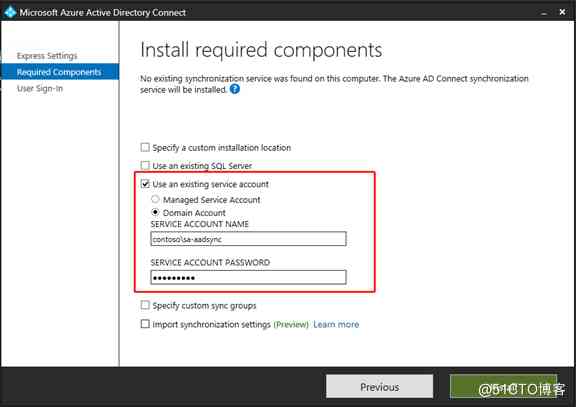 Microsoft Azure Active Directory Connect
Express Settings
Required Components
User Sign-In
Install required components
No existing synchronization service was found on this computer. The Azure AD Connect synchronization
service will be installed. ?
Specify a custom installation location
Use an existing SQL Server
Use an existing service account
Managed Service Account
Domain Account
SERVICE ACCOUNT NAME
contoso\sa-aadsync
SERVICE ACCOUNT PASSWORD
●●●●●●●●●
Specify custom sync groups
Import synchronization settings (Preview) Learn more
Previous
@51CTO博客